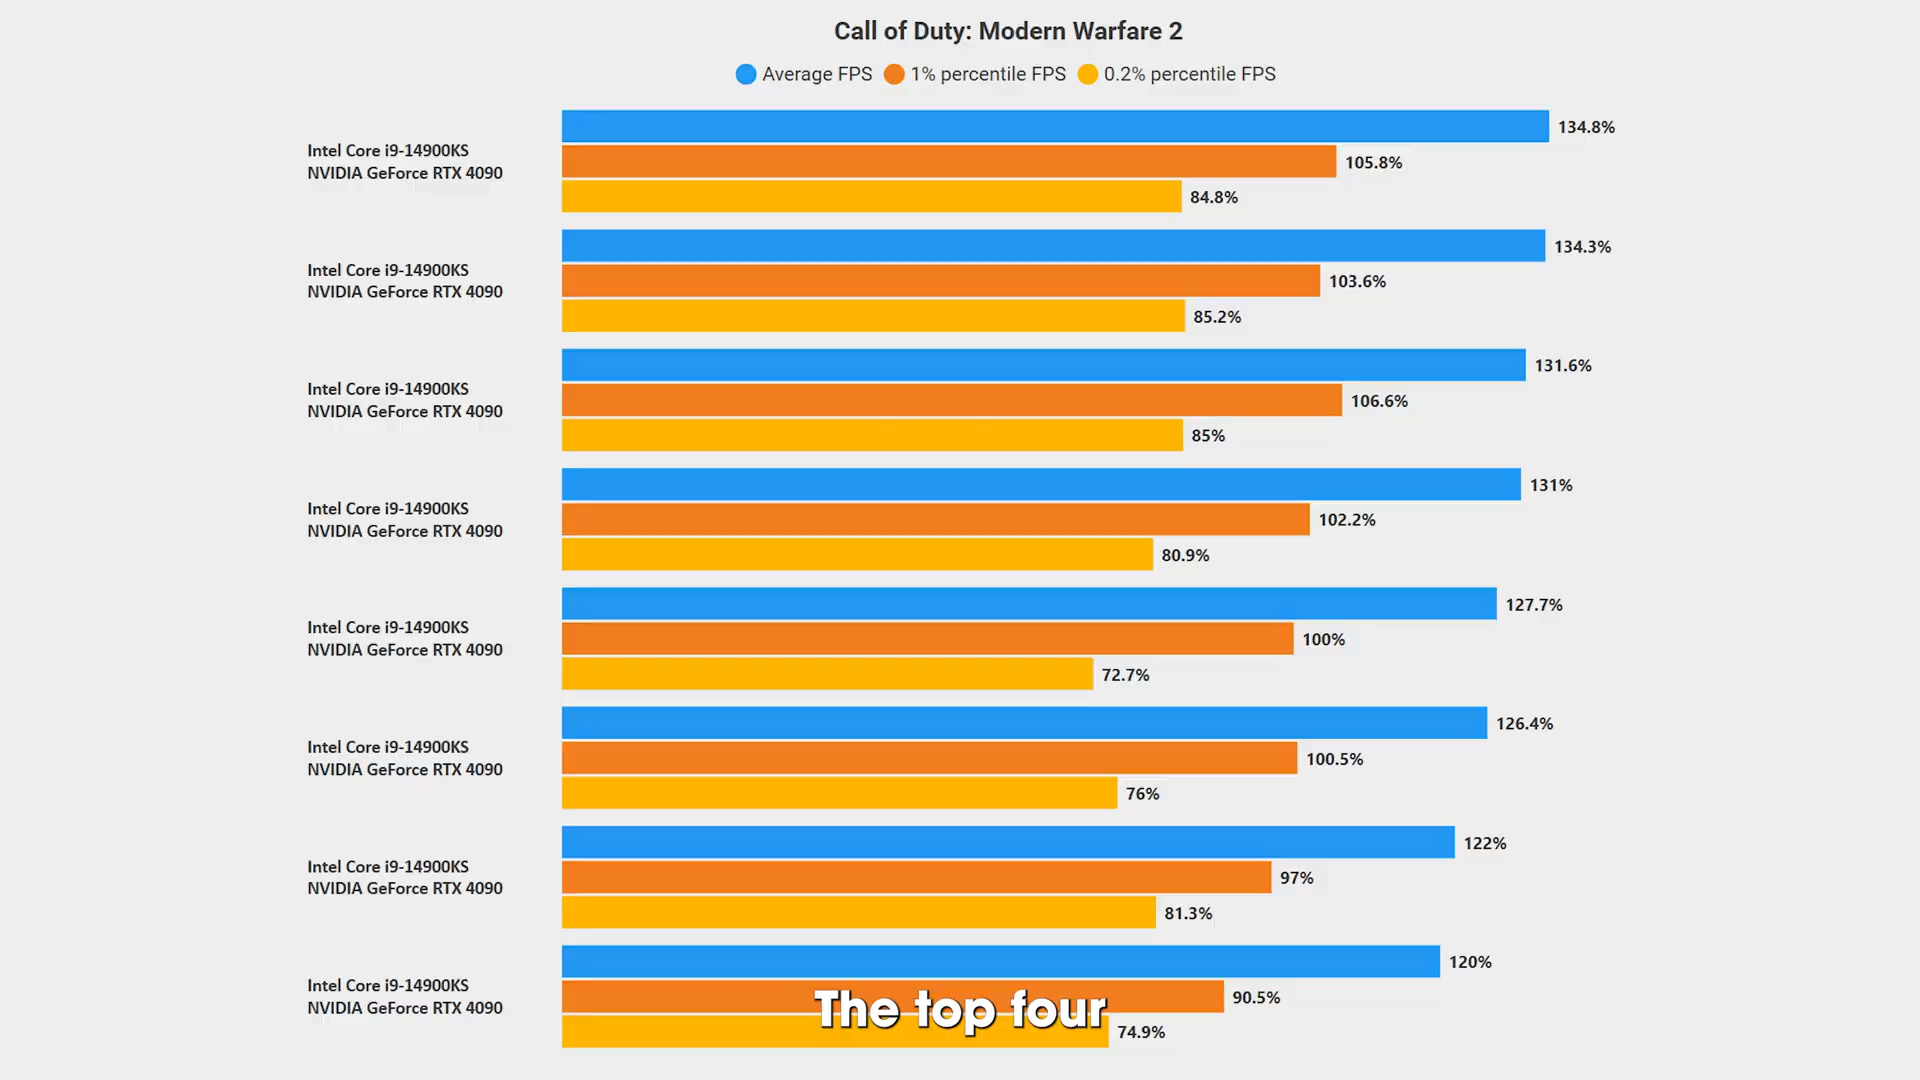 Call of Duty: Modern Warfare 2
Average FPS 1% percentile FPS 0.2% percentile FPS
Intel Core i9-14900KS
NVIDIA GeForce RTX 4090
134.8%
105.8%
84.8%
Intel Core i9-14900KS
NVIDIA GeForce RTX 4090
134.3%
103.6%
85.2%
Intel Core i9-14900KS
NVIDIA GeForce RTX 4090
131.6%
106.6%
85%
Intel Core i9-14900KS
NVIDIA GeForce RTX 4090
131%
102.2%
80.9%
Intel Core i9-14900KS
NVIDIA GeForce RTX 4090
127.7%
100%
72.7%
Intel Core i9-14900KS
NVIDIA GeForce RTX 4090
126.4%
100.5%
76%
Intel Core i9-14900KS
NVIDIA GeForce RTX 4090
122%
97%
81.3%
Intel Core i9-14900KS
NVIDIA GeForce RTX 4090
120%
90.5%
74.9%
The top four